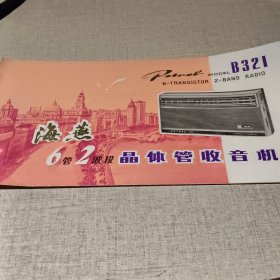 Petrel MODEL B321
6-TRANSISTOR 2-BAND RADIO
海燕
6管2波段 晶体管收音机